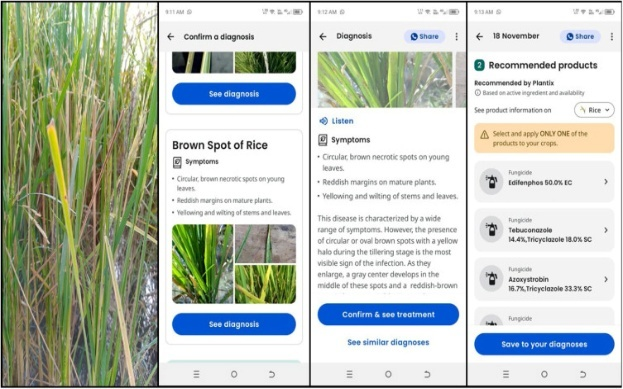 9:11 AM
Confirm a diagnosis
See diagnosis
Brown Spot of Rice
Symptoms
• Circular, brown necrotic spots on young
leaves.
• Reddish margins on mature plants.
• Yellowing and wilting of stems and leaves.
See diagnosis
9:12 AM
Diagnosis
Share
Listen
Symptoms
• Circular, brown necrotic spots on young
leaves.
• Reddish margins on mature plants.
• Yellowing and wilting of stems and leaves.
This disease is characterized by a wide
range of symptoms. However, the presence
of circular or oval brown spots with a yellow
halo during the tillering stage is the most
visible sign of the infection. As they
enlarge, a gray center develops in the
middle of these spots and a reddish-brown
Confirm & see treatment
See similar diagnoses
9:13 AM
18 November
Share
2 Recommended products
Recommended by Plantix
Based on active ingredient and availability
See product information on
Rice
Select and apply ONLY ONE of the
products to your crops.
Fungicide
Edifenphos 50.0% EC
Fungicide
Tebuconazole
14.4%,Tricyclazole 18.0% SC
Fungicide
Azoxystrobin
16.7%,Tricyclazole 33.3% SC
Fungicide
Save to your diagnoses